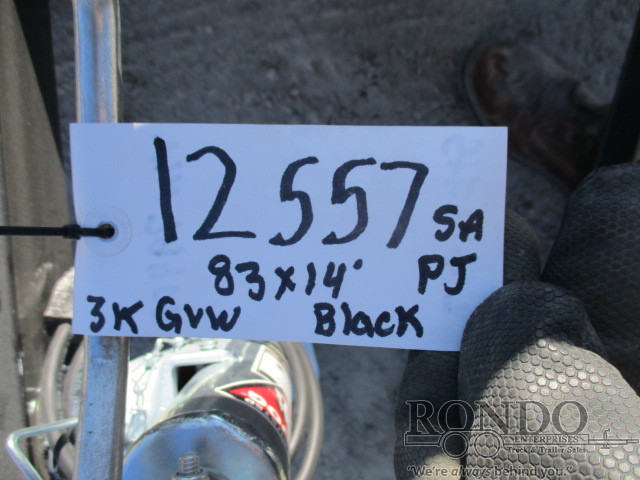 12557 SA
83x14' PJ
3K GVW Black
RONDO
ENTERPRISES
Truck & Trailer Sales
"We're always behind you."